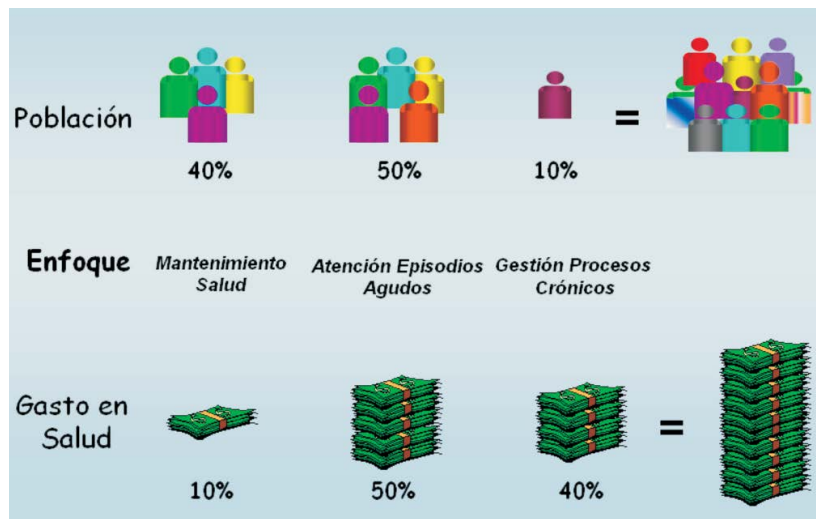 Población
40%
50%
10%
=
Enfoque
Mantenimiento
Salud
Atención Episodios
Agudos
Gestión Procesos
Crónicos
Gasto en
Salud
=
10%
50%
40%